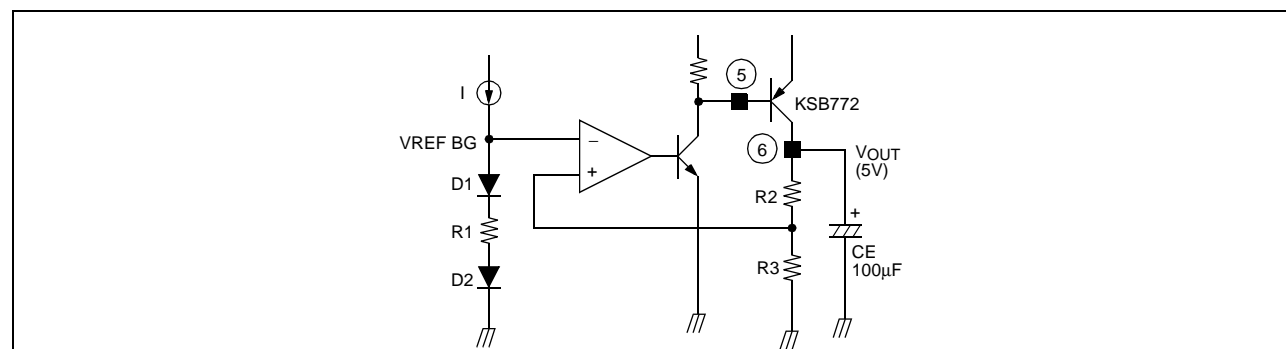 5
KSB772
I
VREF BG
−
+
6
VOUT
(5V)
D1
R1
D2
R2
R3
+
CE
100µF